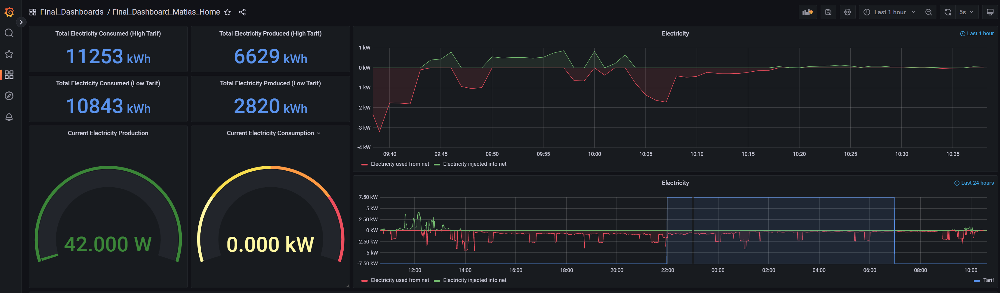 Final_Dashboards / Final_Dashboard_Matias_Home
Last 1 hour
5s
Total Electricity Consumed (High Tarif)
11253 kWh
Total Electricity Produced (High Tarif)
6629 kWh
Total Electricity Consumed (Low Tarif)
10843 kWh
Total Electricity Produced (Low Tarif)
2820 kWh
Current Electricity Production
42.000 W
Current Electricity Consumption
0.000 kW
Electricity
Last 1 hour
1 kW
0 kW
-1 kW
-2 kW
-3 kW
-4 kW
09:40 09:45 09:50 09:55 10:00 10:05 10:10 10:15 10:20 10:25 10:30 10:35
Electricity used from net Electricity injected into net
Electricity
Last 24 hours
7.50 kW
5 kW
2.50 kW
0 kW
-2.50 kW
-5 kW
-7.50 kW
12:00 14:00 16:00 18:00 20:00 22:00 00:00 02:00 04:00 06:00 08:00 10:00
Electricity used from net Electricity injected into net Tarif